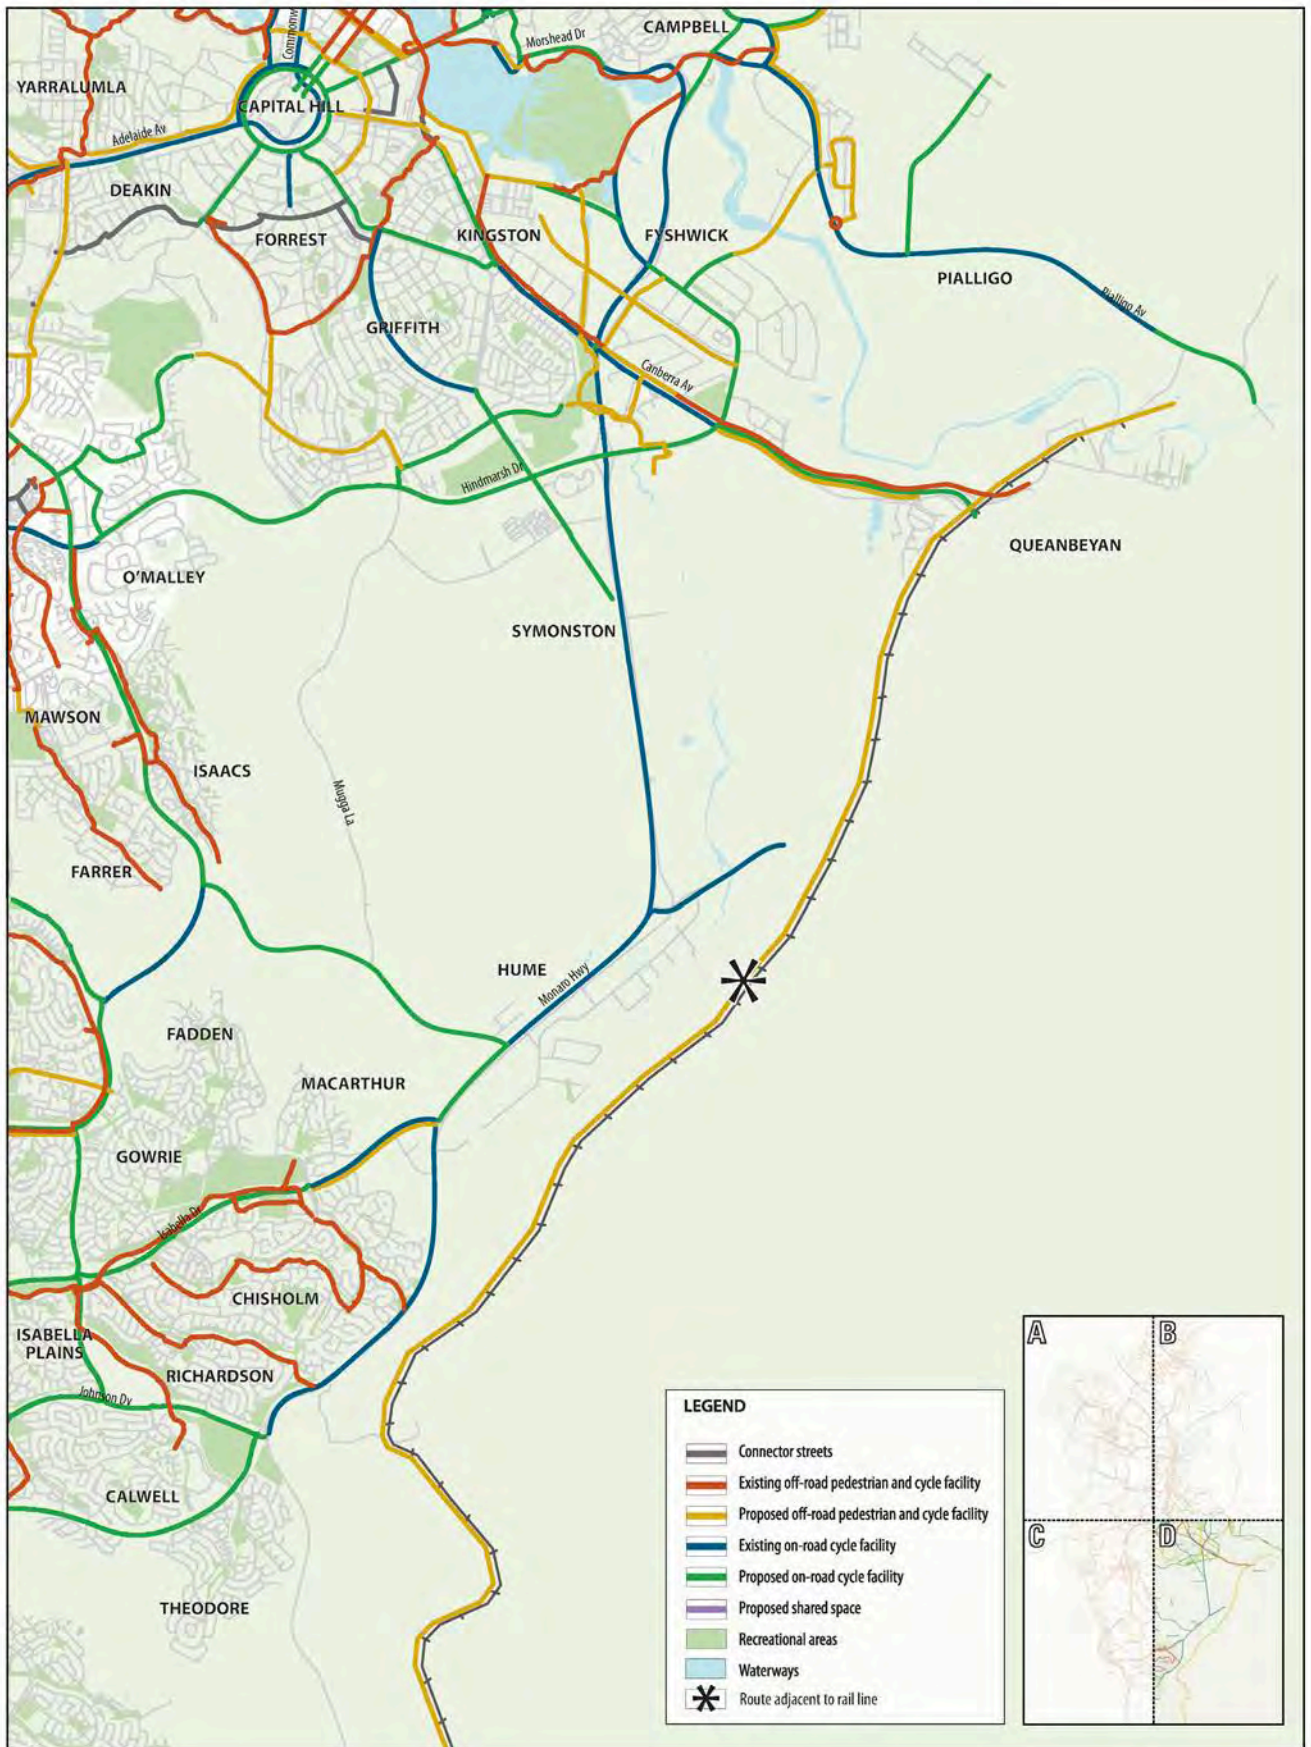 CAMPBELL
Morshead Dr
Commonw
YARRALUMLA
CAPITAL HILL
Adelaide Av
DEAKIN
FORREST
KINGSTON
FYSHWICK
PIALLIGO
Pialligo Av
GRIFFITH
Canberra Av
Hindmarsh Dr
QUEANBEYAN
O'MALLEY
SYMONSTON
MAWSON
ISAACS
Mugga La
FARRER
HUME
Monaro Hwy
FADDEN
MACARTHUR
GOWRIE
Isabella Dr
CHISHOLM
ISABELLA
PLAINS
RICHARDSON
Johnson Dv
CALWELL
THEODORE
LEGEND
Connector streets
Existing off-road pedestrian and cycle facility
Proposed off-road pedestrian and cycle facility
Existing on-road cycle facility
Proposed on-road cycle facility
Proposed shared space
Recreational areas
Waterways
Route adjacent to rail line
A
B
C
D